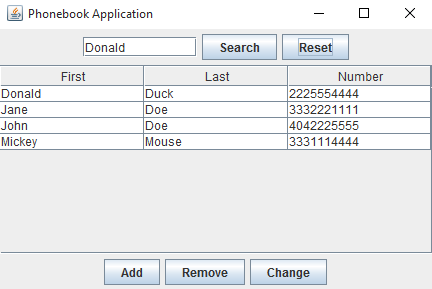 Phonebook Application
Donald Search Reset
First Last Number
Donald Duck 2225554444
Jane Doe 3332221111
John Doe 4042225555
Mickey Mouse 3331114444
Add Remove Change